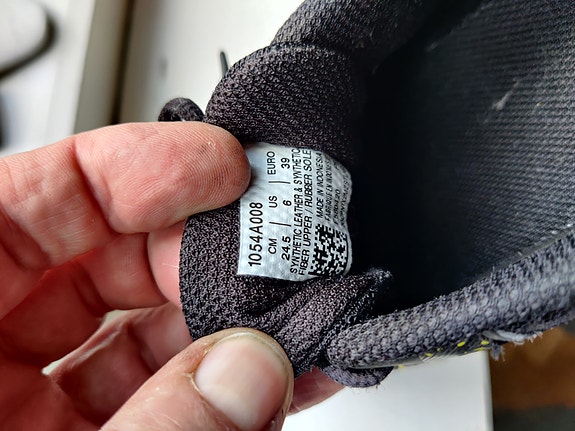 1054A008
CM | US | EURO
24.5 | 6 | 39
SYNTHETIC LEATHER & SYNTHETIC
FIBER UPPER / RUBBER SOLE
MADE IN INDONESIA